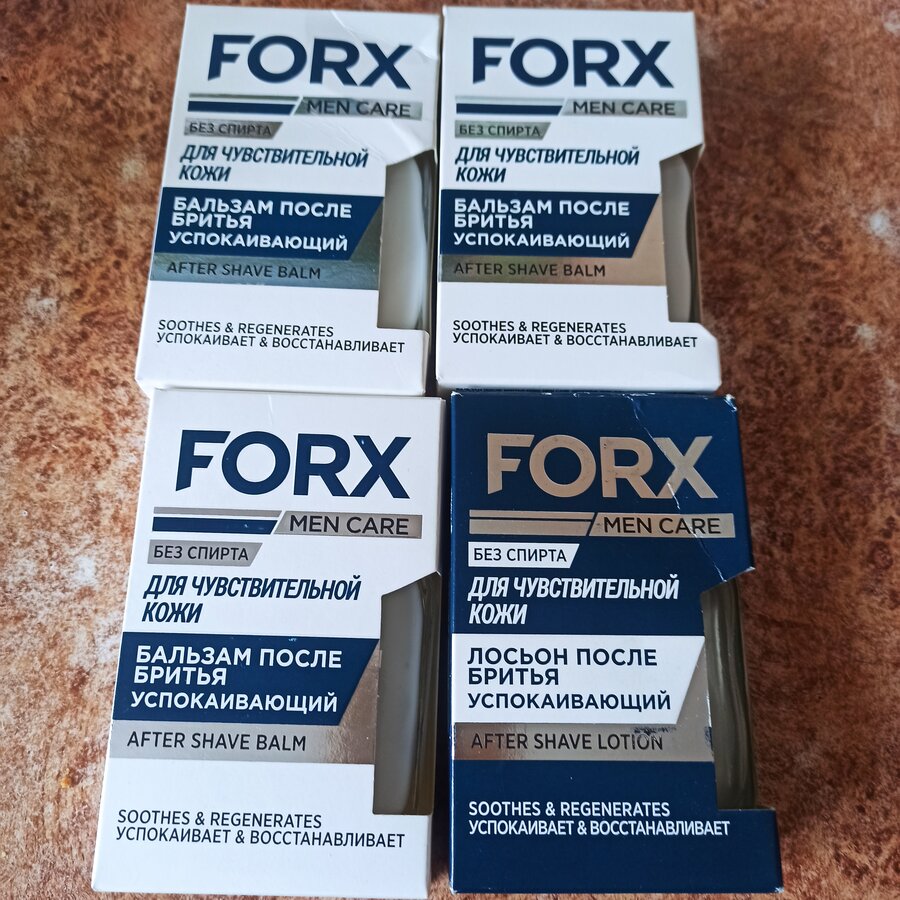 FORX
MEN CARE
БЕЗ СПИРТА
ДЛЯ ЧУВСТВИТЕЛЬНОЙ
КОЖИ
БАЛЬЗАМ ПОСЛЕ
БРИТЬЯ
УСПОКАИВАЮЩИЙ
AFTER SHAVE BALM
SOOTHES & REGENERATES
УСПОКАИВАЕТ & ВОССТАНАВЛИВАЕТ
FORX
MEN CARE
БЕЗ СПИРТА
ДЛЯ ЧУВСТВИТЕЛЬНОЙ
КОЖИ
БАЛЬЗАМ ПОСЛЕ
БРИТЬЯ
УСПОКАИВАЮЩИЙ
AFTER SHAVE BALM
SOOTHES & REGENERATES
УСПОКАИВАЕТ & ВОССТАНАВЛИВАЕТ
FORX
MEN CARE
БЕЗ СПИРТА
ДЛЯ ЧУВСТВИТЕЛЬНОЙ
КОЖИ
БАЛЬЗАМ ПОСЛЕ
БРИТЬЯ
УСПОКАИВАЮЩИЙ
AFTER SHAVE BALM
SOOTHES & REGENERATES
УСПОКАИВАЕТ & ВОССТАНАВЛИВАЕТ
FORX
MEN CARE
БЕЗ СПИРТА
ДЛЯ ЧУВСТВИТЕЛЬНОЙ
КОЖИ
ЛОСЬОН ПОСЛЕ
БРИТЬЯ
УСПОКАИВАЮЩИЙ
AFTER SHAVE LOTION
SOOTHES & REGENERATES
УСПОКАИВАЕТ & ВОССТАНАВЛИВАЕТ